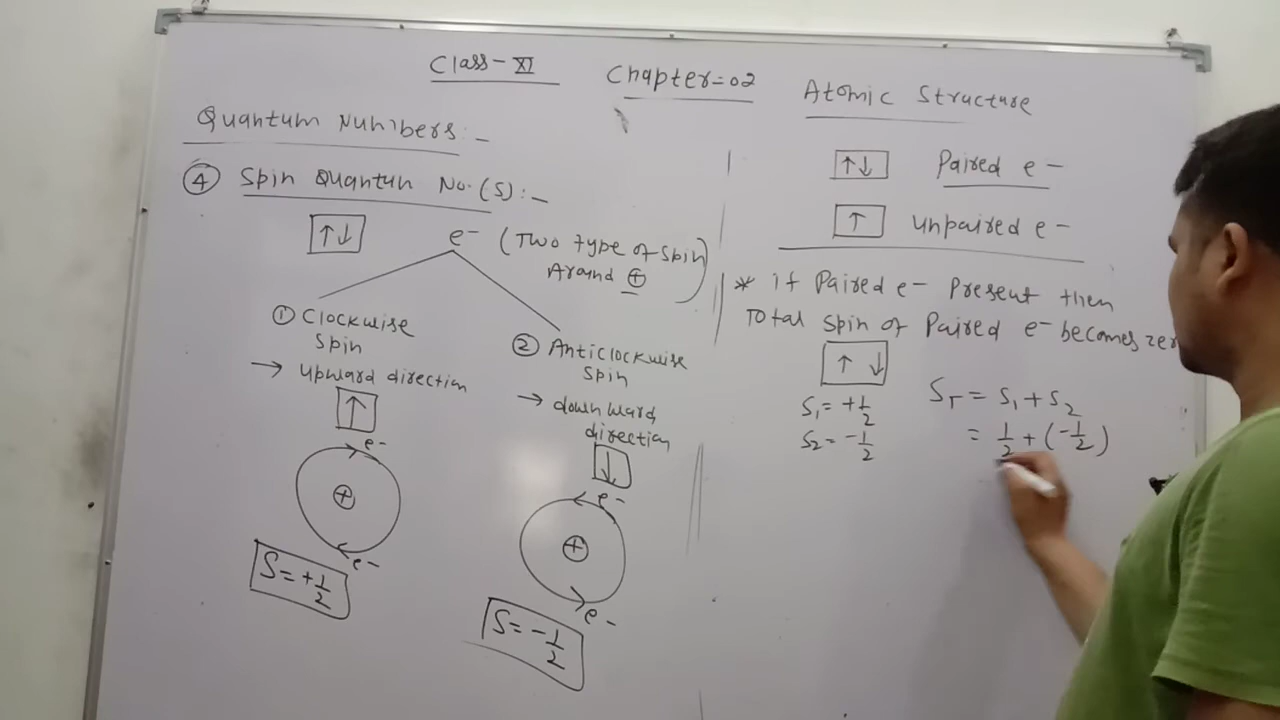 Class-XI Chapter=02 Atomic Structure
Quantum Numbers:-
④ Spin Quantum No.(S):-
↑↓
e- (Two type of spin
Around ⊕)
① Clockwise
Spin
→ upward direction
↑
e-
+
e-
S=+1/2
② Anticlockwise
spin
→ downward
direction
↓
e-
+
e-
S=-1/2
↑↓ Paired e-
↑ unpaired e-
* if Paired e- Present then
Total spin of Paired e- becomes
↑ ↓
S1=+1/2
S2=-1/2
ST = S1+S2
= 1/2+(-1/2)